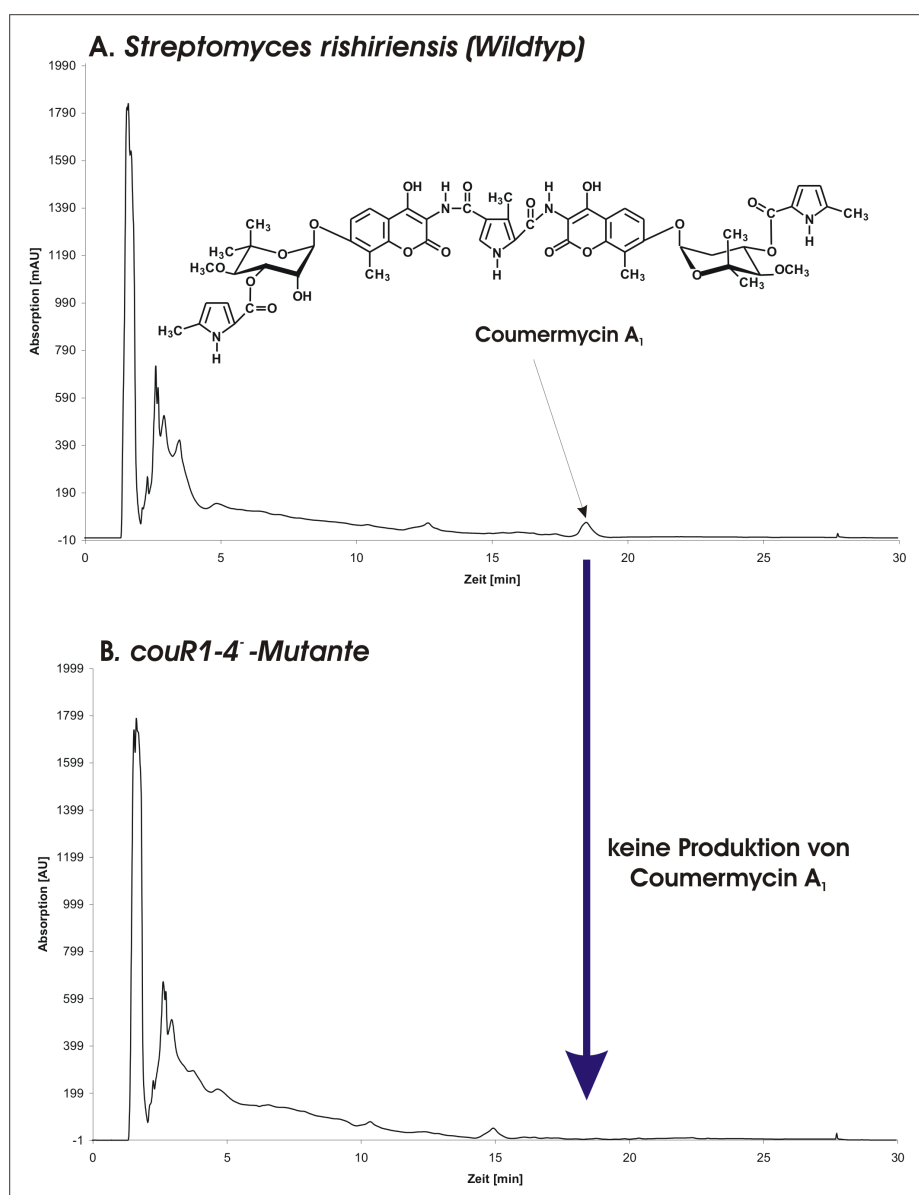 A. Streptomyces rishiriensis (Wildtyp)
1990
1790
1590
1390
1190
990
790
590
390
190
-10
Absorption [mAU]
OH
H
N
O
C
H₃C
O
C
H
N
OH
O
C
N
H
CH₃
CH₃
H₃C
O
O
O
O
N
H
O
O
O
CH₃
O
CH₃
CH₃
O
CH₃
O
OCH₃
CH₃O
O
OH
C=O
H₃C
N
H
Coumermycin A₁
0
5
10
15
20
25
30
Zeit [min]
B. couR1-4⁻ -Mutante
1999
1799
1599
1399
1199
999
799
599
399
199
-1
Absorption [AU]
keine Produktion von
Coumermycin A₁
0
5
10
15
20
25
30
Zeit [min]